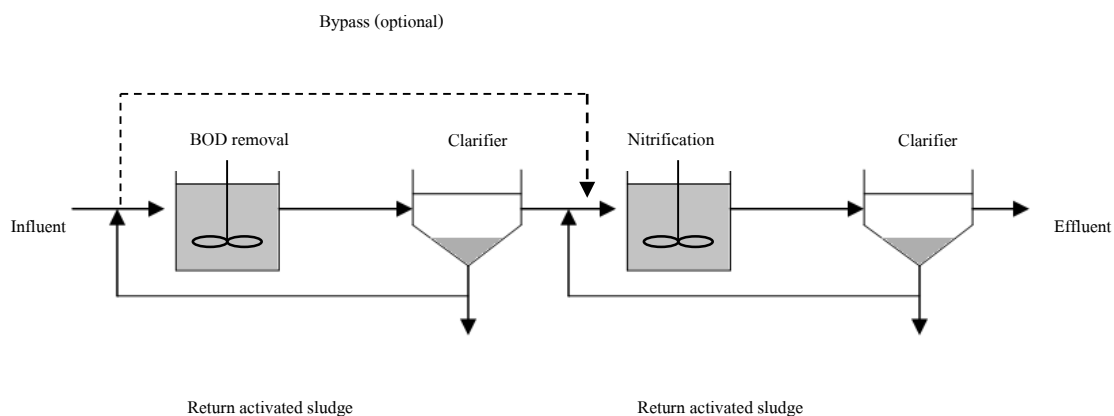 Bypass (optional)
BOD removal
Clarifier
Nitrification
Clarifier
Influent
Effluent
Return activated sludge
Return activated sludge